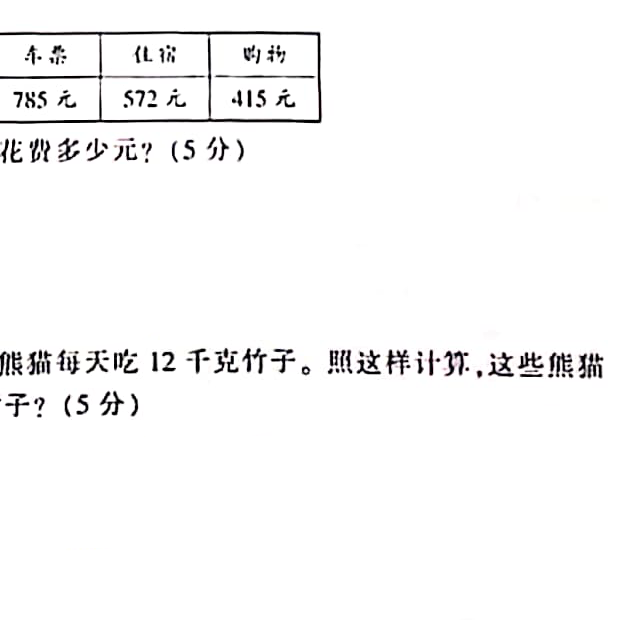 车票 住宿 购物
785 元 572 元 415 元
花费多少元?(5 分)
熊猫每天吃 12 千克竹子。照这样计算,这些熊猫
子?(5 分)